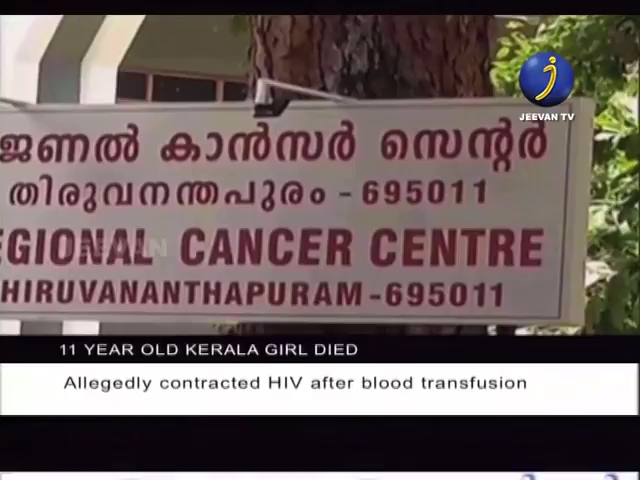 JEEVAN TV
ജണൽ കാൻസർ സെന്റർ
തിരുവനന്തപുരം - 695011
EGIONAL CANCER CENTRE
HIRUVANANTHAPURAM-695011
JEEVAN
11 YEAR OLD KERALA GIRL DIED
Allegedly contracted HIV after blood transfusion